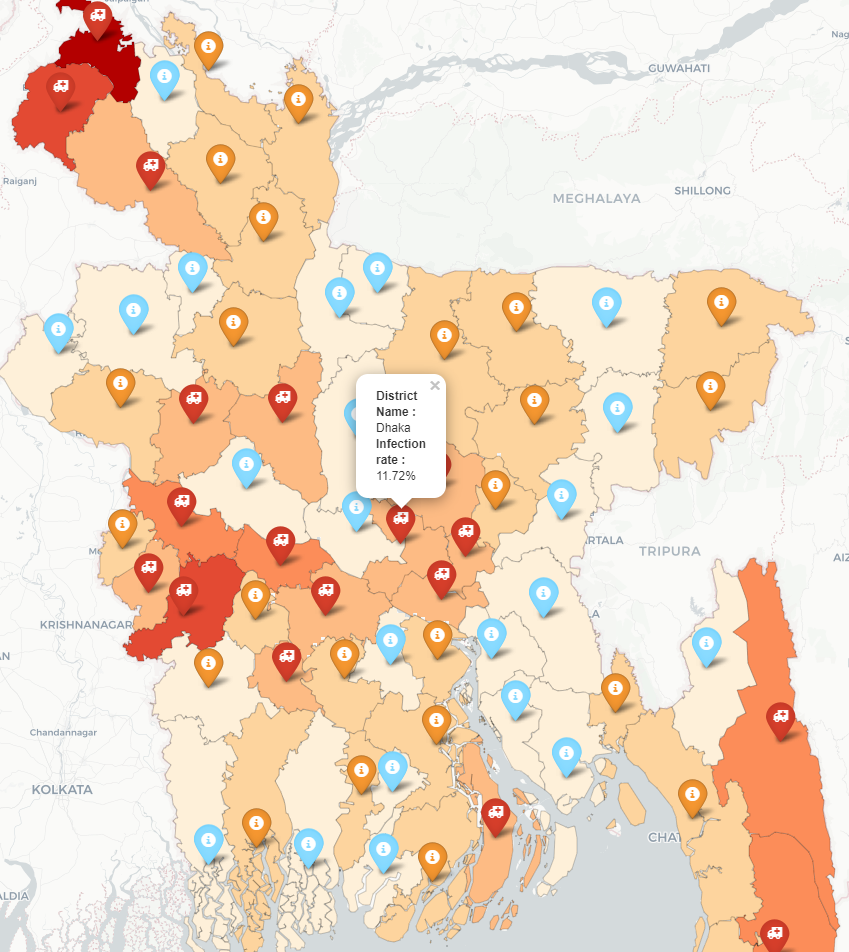 GUWAHATI
Raiganj
SHILLONG
MEGHALAYA
×
District
Name :
Dhaka
Infection
rate :
11.72%
TRIPURA
KRISHNANAGAR
Chandannagar
KOLKATA